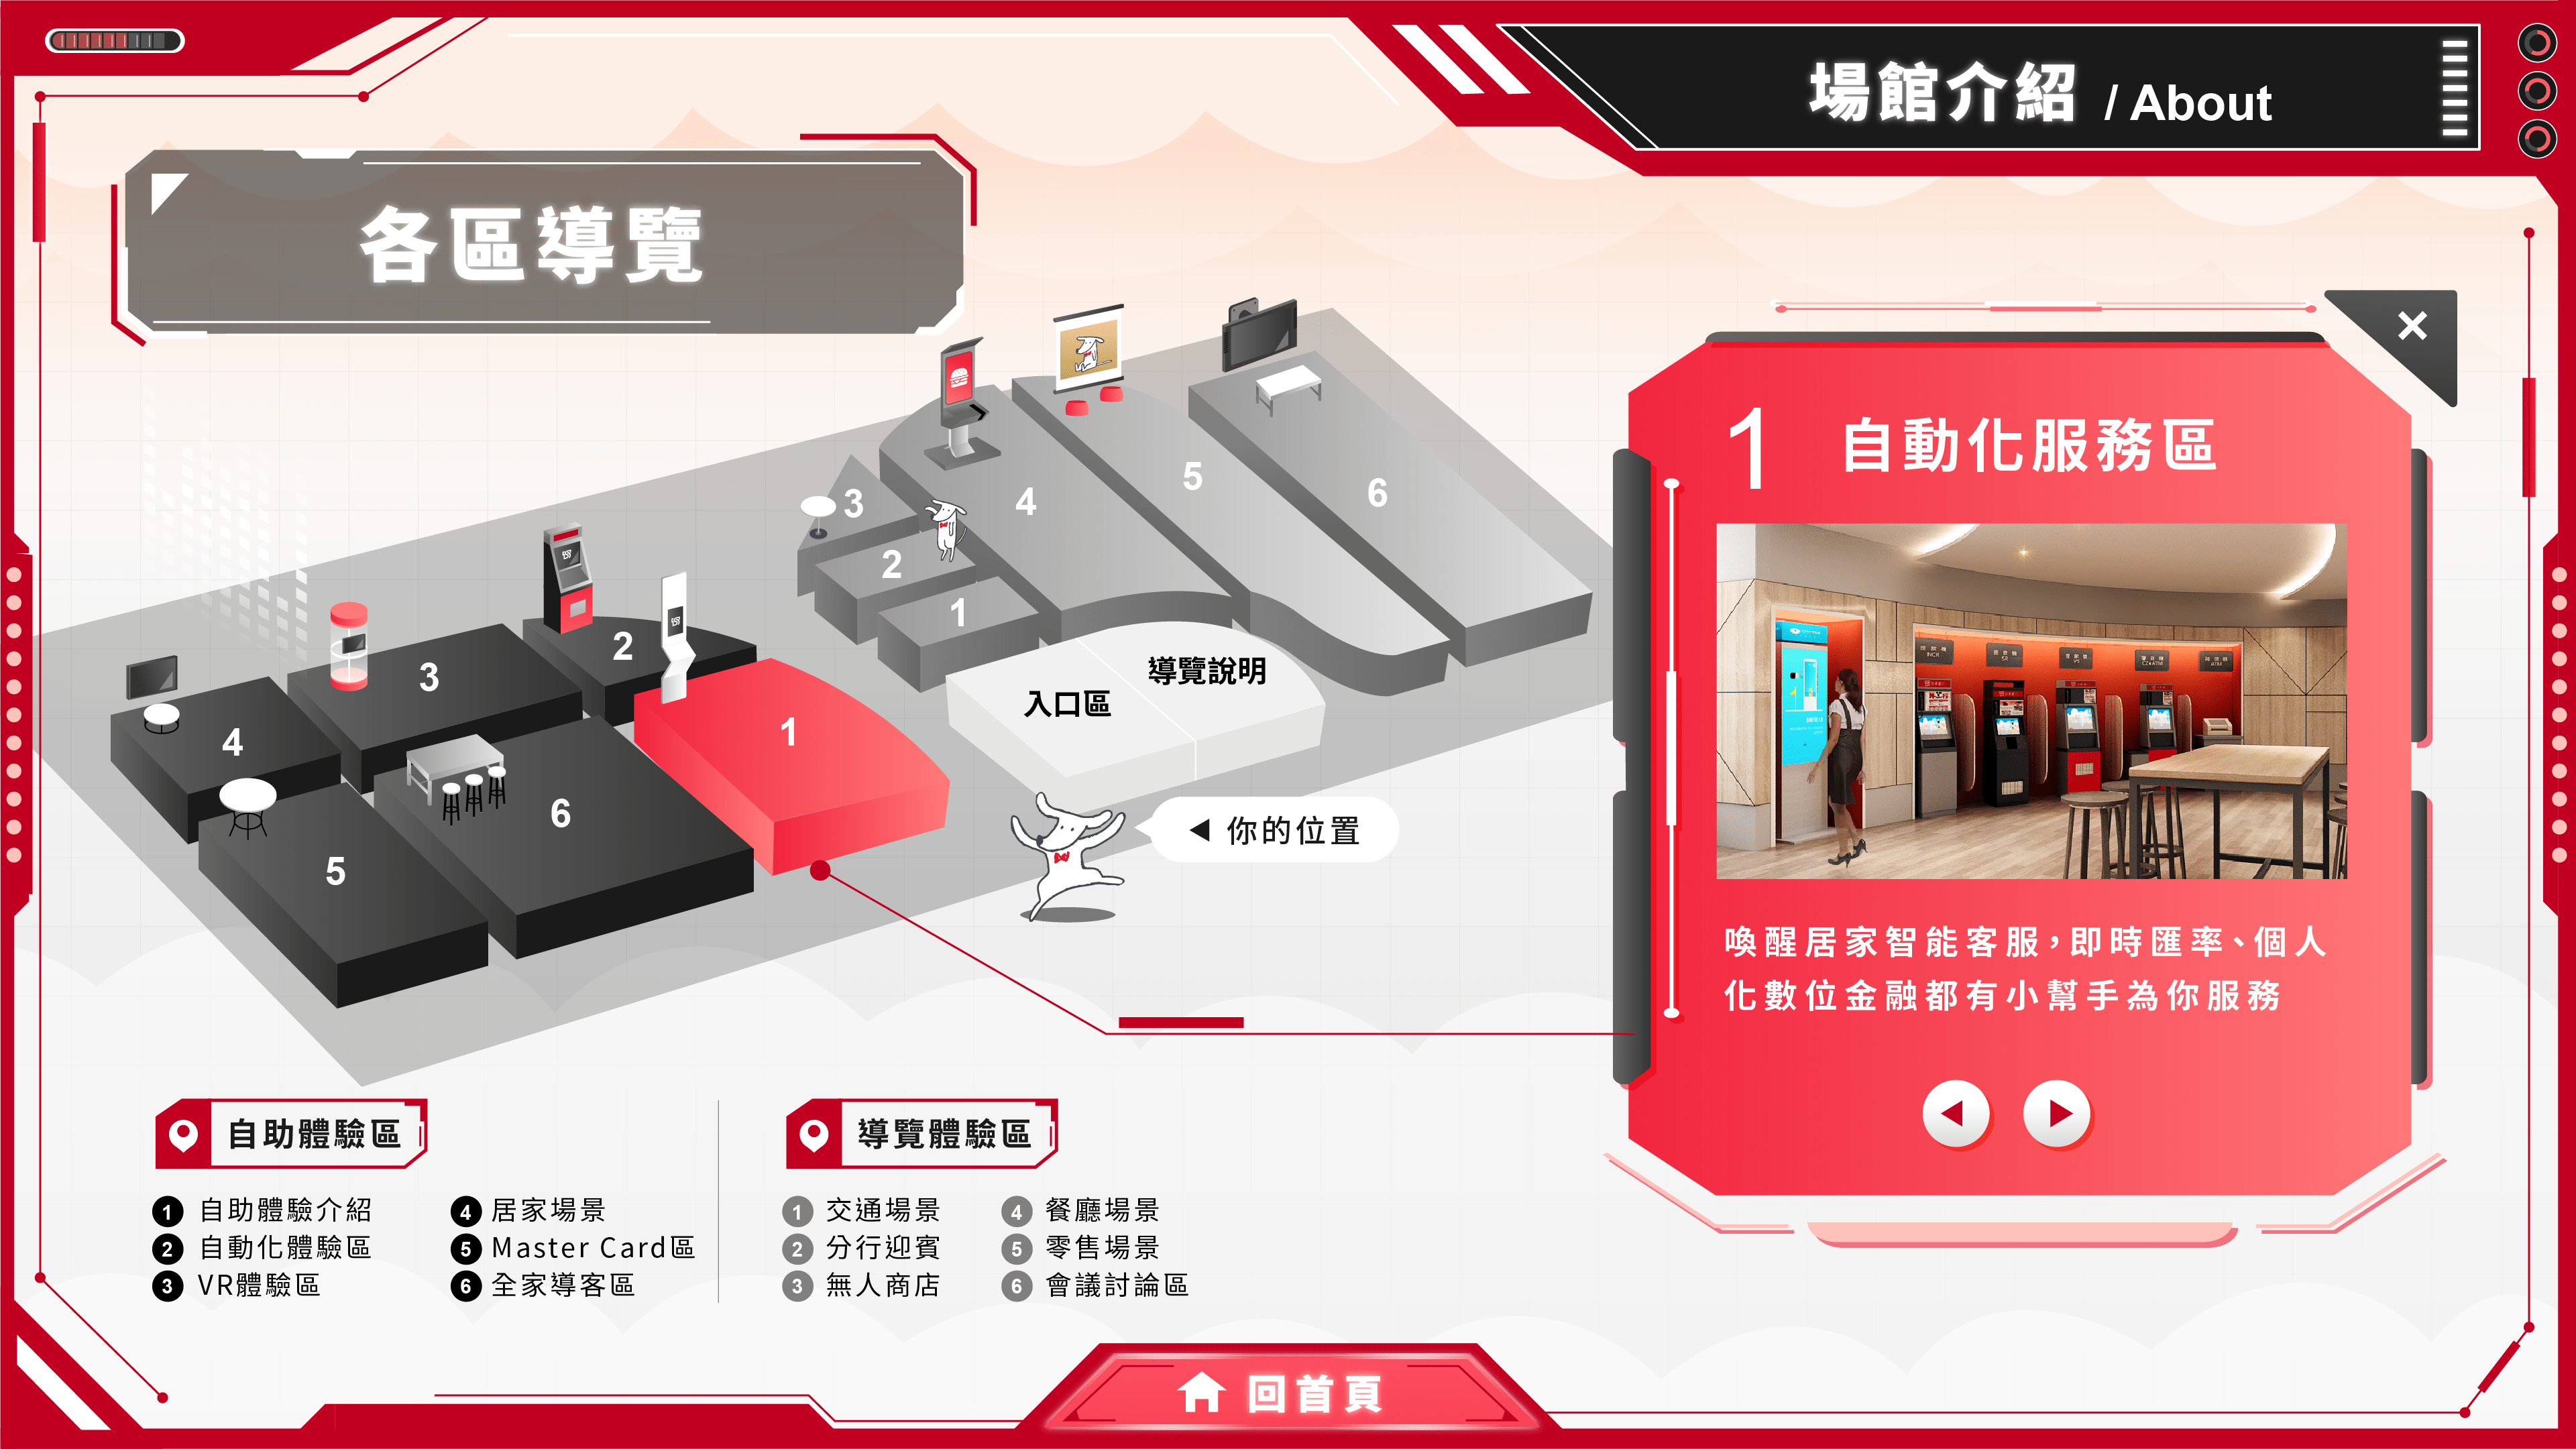 場館介紹 / About
各區導覽
1
2
3
4
5
6
1
2
3
4
5
6
入口區
導覽說明
你的位置
1 自動化服務區
喚醒居家智能客服，即時匯率、個人
化數位金融都有小幫手為你服務
自助體驗區
1 自助體驗介紹
2 自動化體驗區
3 VR體驗區
4 居家場景
5 Master Card區
6 全家導客區
導覽體驗區
1 交通場景
2 分行迎賓
3 無人商店
4 餐廳場景
5 零售場景
6 會議討論區
回首頁